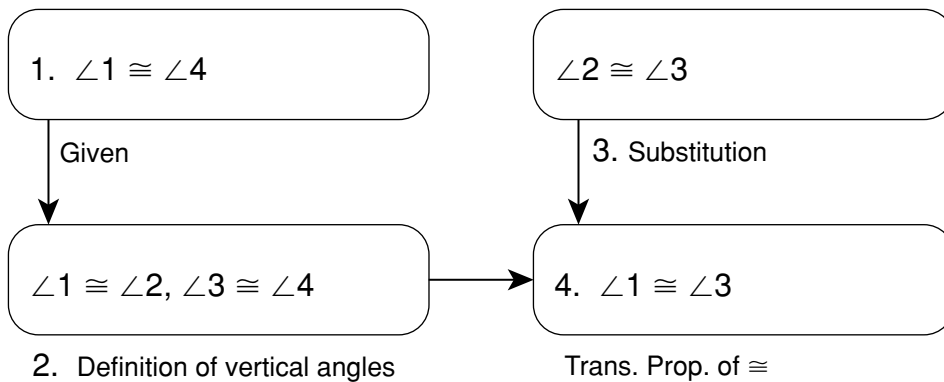 1. ∠1 ≅ ∠4
Given
∠1 ≅ ∠2, ∠3 ≅ ∠4
2. Definition of vertical angles
∠2 ≅ ∠3
3. Substitution
4. ∠1 ≅ ∠3
Trans. Prop. of ≅